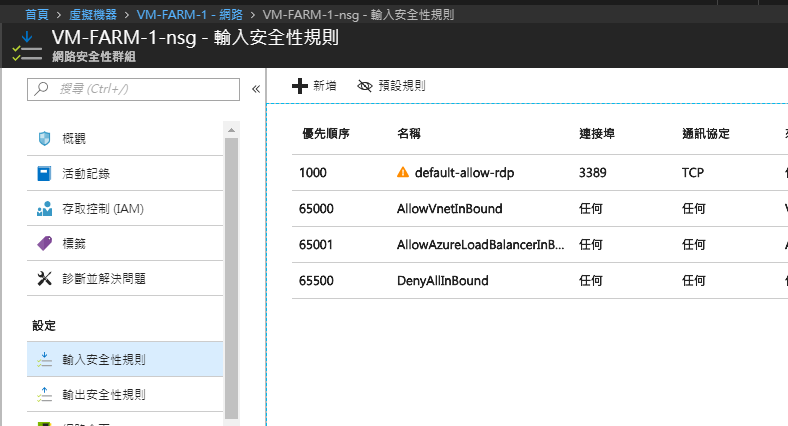 首頁 > 虛擬機器 > VM-FARM-1 - 網路 > VM-FARM-1-nsg - 輸入安全性規則
VM-FARM-1-nsg - 輸入安全性規則
網路安全性群組
搜尋 (Ctrl+/)
概觀
活動記錄
存取控制 (IAM)
標籤
診斷並解決問題
設定
輸入安全性規則
輸出安全性規則
新增 預設規則
優先順序 名稱 連接埠 通訊協定
1000 default-allow-rdp 3389 TCP
65000 AllowVnetInBound 任何 任何
65001 AllowAzureLoadBalancerInB... 任何 任何
65500 DenyAllInBound 任何 任何